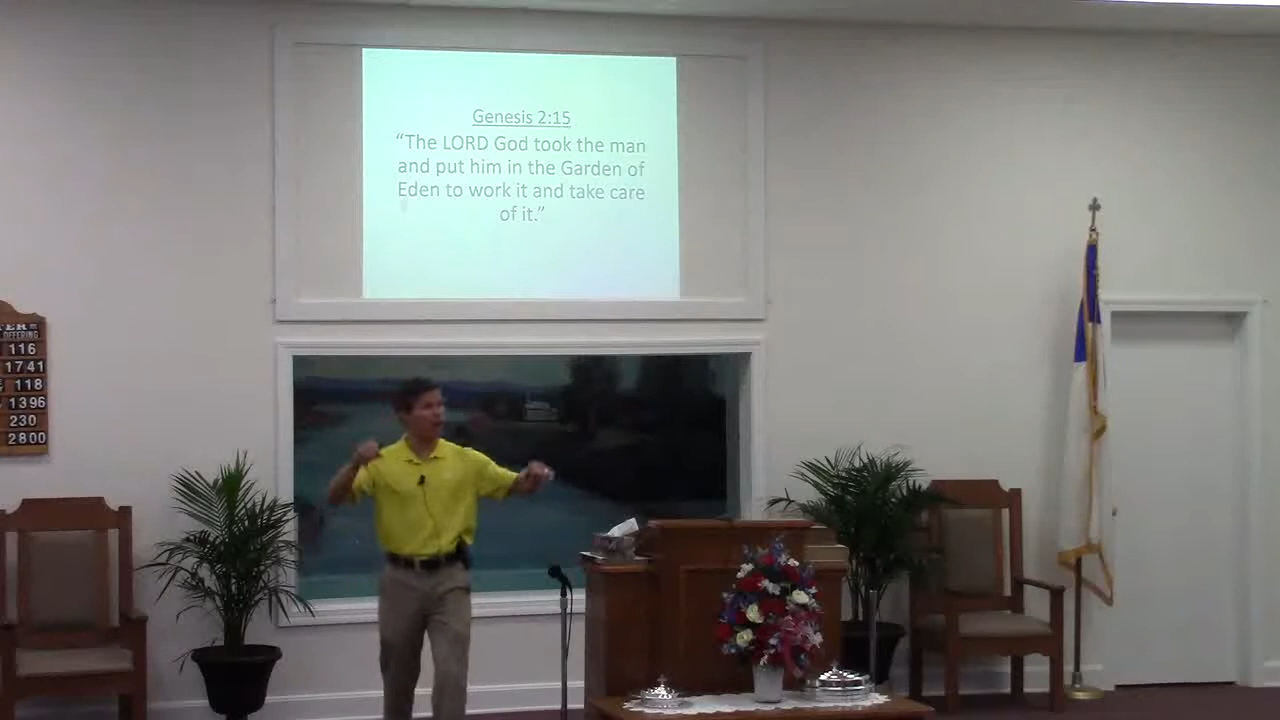 Genesis 2:15
“The LORD God took the man
and put him in the Garden of
Eden to work it and take care
of it.”
OFFERING
116
1741
118
1396
230
2800